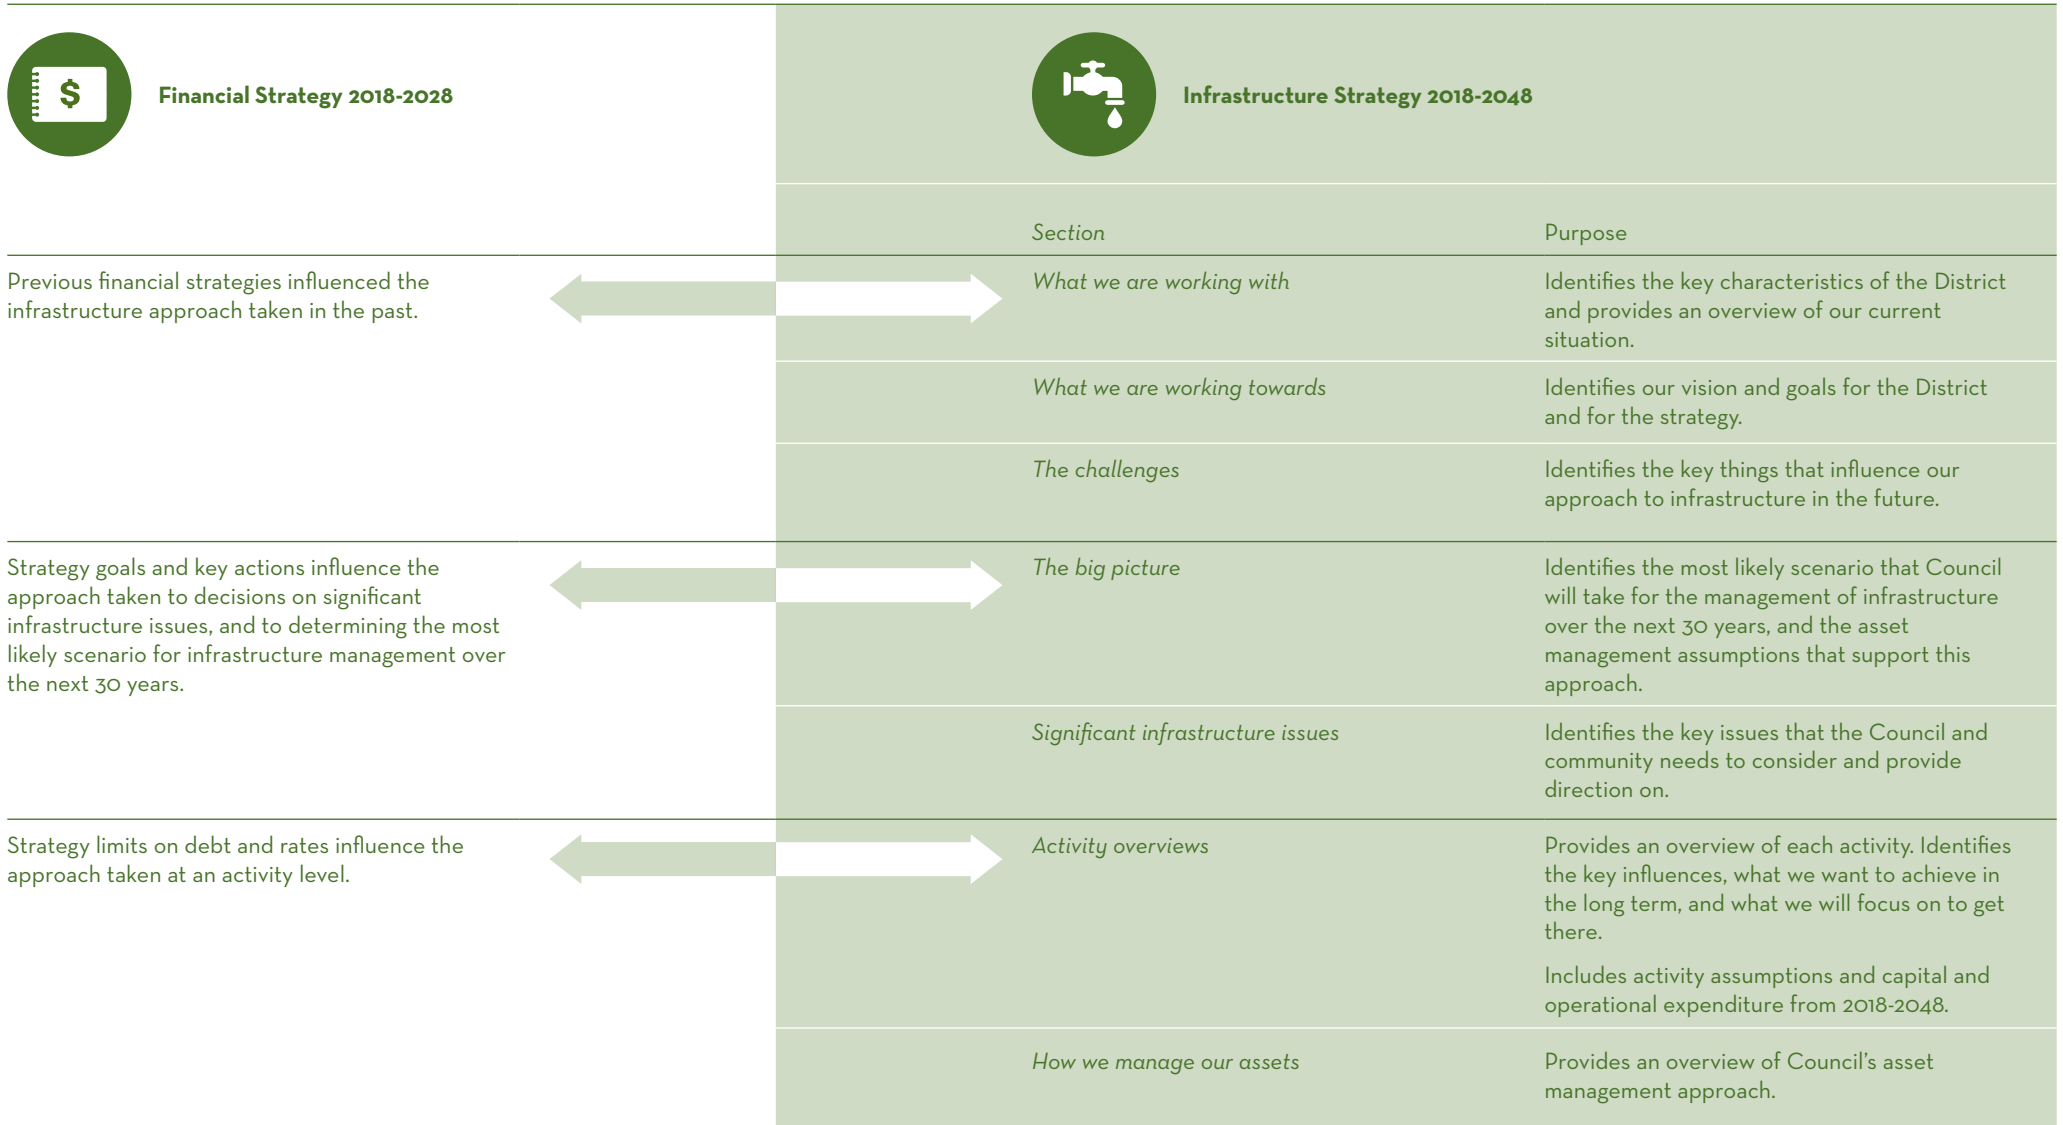 $
Financial Strategy 2018-2028
Infrastructure Strategy 2018-2048
Section
Purpose
Previous financial strategies influenced the
infrastructure approach taken in the past.
What we are working with
Identifies the key characteristics of the District
and provides an overview of our current
situation.
What we are working towards
Identifies our vision and goals for the District
and for the strategy.
The challenges
Identifies the key things that influence our
approach to infrastructure in the future.
Strategy goals and key actions influence the
approach taken to decisions on significant
infrastructure issues, and to determining the most
likely scenario for infrastructure management over
the next 30 years.
The big picture
Identifies the most likely scenario that Council
will take for the management of infrastructure
over the next 30 years, and the asset
management assumptions that support this
approach.
Significant infrastructure issues
Identifies the key issues that the Council and
community needs to consider and provide
direction on.
Strategy limits on debt and rates influence the
approach taken at an activity level.
Activity overviews
Provides an overview of each activity. Identifies
the key influences, what we want to achieve in
the long term, and what we will focus on to get
there.
Includes activity assumptions and capital and
operational expenditure from 2018-2048.
How we manage our assets
Provides an overview of Council's asset
management approach.